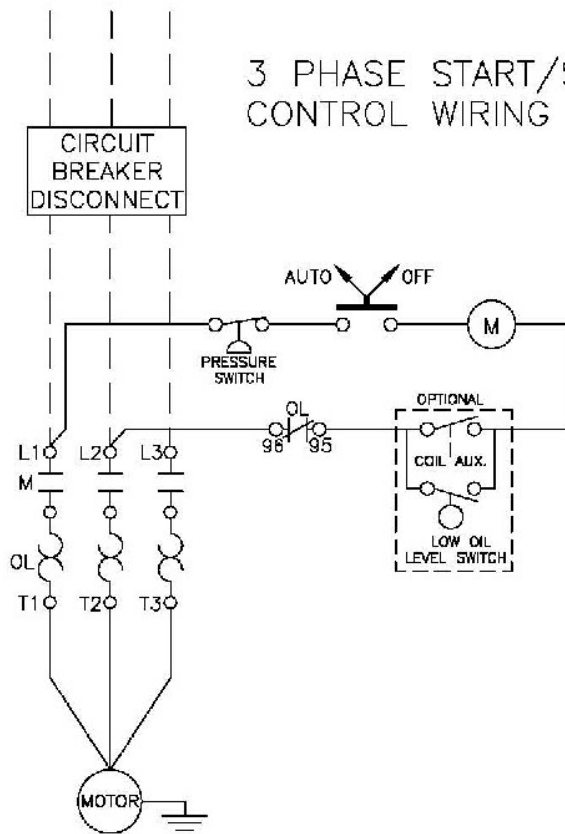 3 PHASE START/
CONTROL WIRING
CIRCUIT
BREAKER
DISCONNECT
AUTO
OFF
M
PRESSURE
SWITCH
OPTIONAL
OL
96
95
L1
L2
L3
M
COIL AUX.
LOW OIL
LEVEL SWITCH
OL
T1
T2
T3
MOTOR